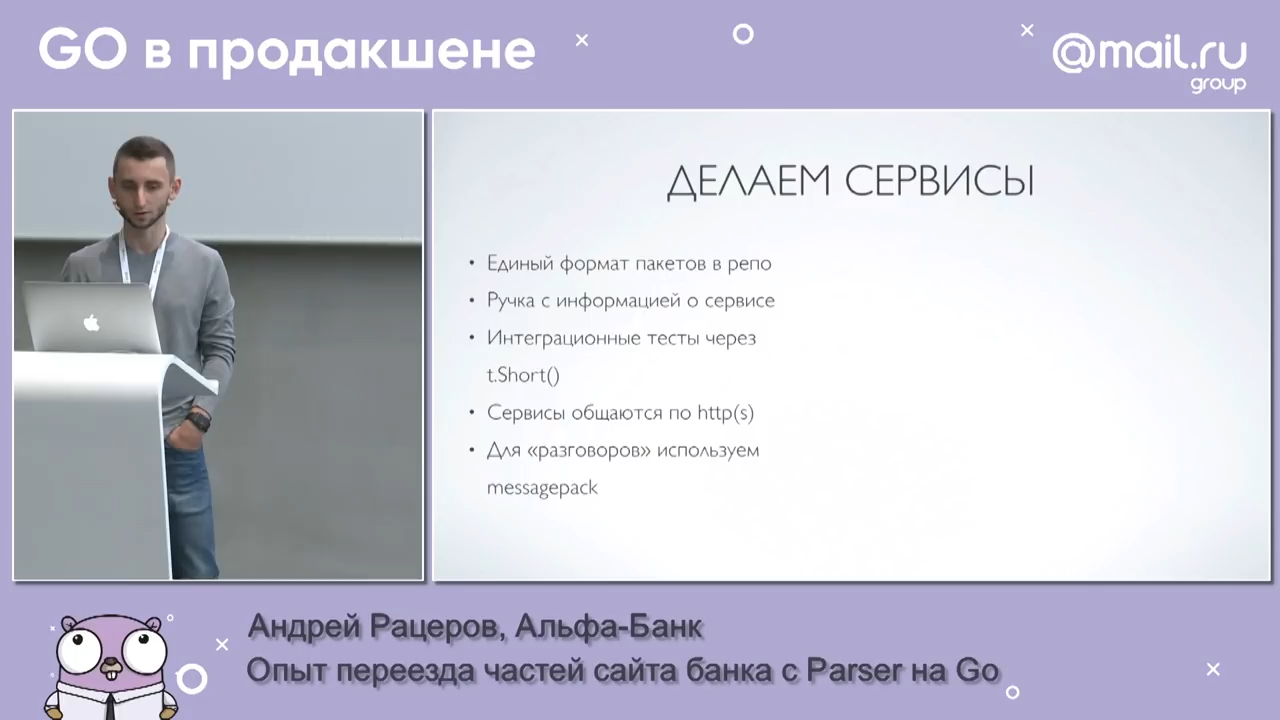 GO в продакшене
@mail.ru
group
ДЕЛАЕМ СЕРВИСЫ
• Единый формат пакетов в репо
• Ручка с информацией о сервисе
• Интеграционные тесты через
t.Short()
• Сервисы общаются по http(s)
• Для «разговоров» используем
messagepack
Андрей Рацеров, Альфа-Банк
Опыт переезда частей сайта банка с Parser на Go